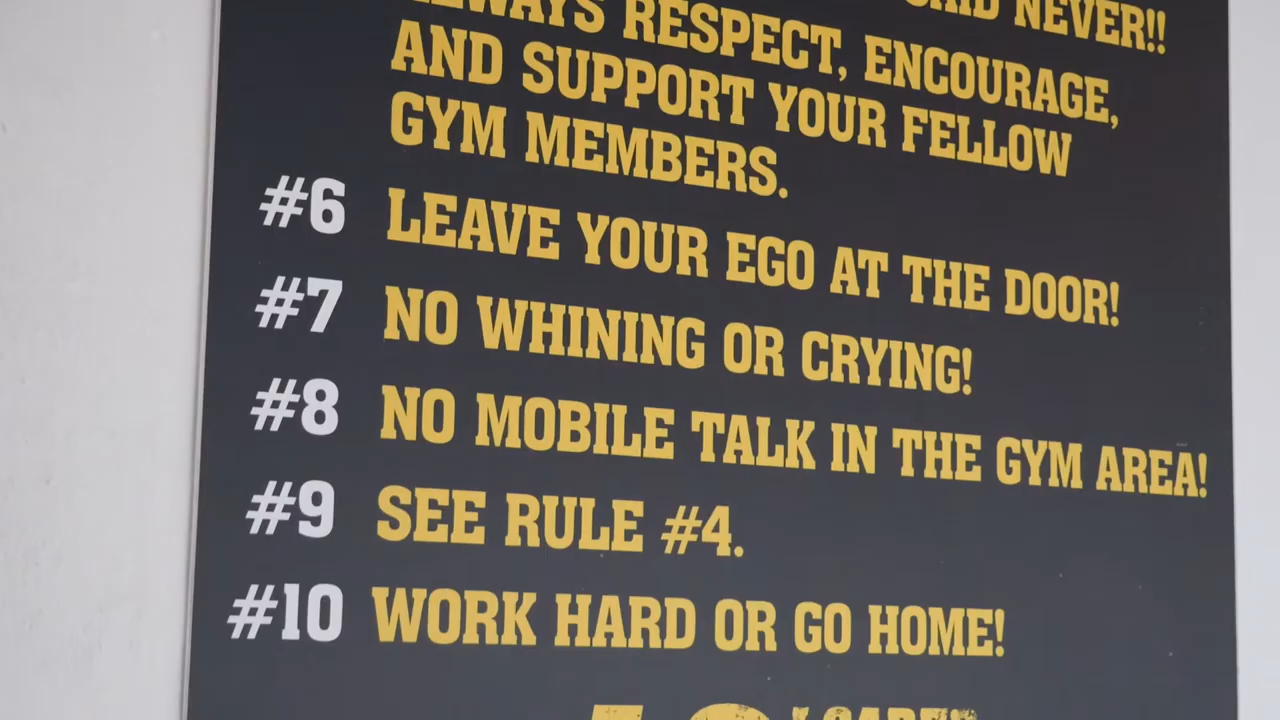 SAID NEVER!!
ALWAYS RESPECT, ENCOURAGE,
AND SUPPORT YOUR FELLOW
GYM MEMBERS.
#6 LEAVE YOUR EGO AT THE DOOR!
#7 NO WHINING OR CRYING!
#8 NO MOBILE TALK IN THE GYM AREA!
#9 SEE RULE #4.
#10 WORK HARD OR GO HOME!